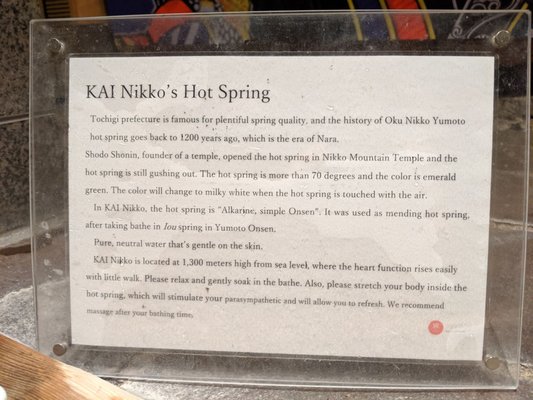 KAI Nikko's Hot Spring
Tochigi prefecture is famous for plentiful spring quality, and the history of Oku Nikko Yumoto
hot spring goes back to 1200 years ago, which is the era of Nara.
Shodo Shonin, founder of a temple, opened the hot spring in Nikko Mountain Temple and the
hot spring is still gushing out. The hot spring is more than 70 degrees and the color is emerald
green. The color will change to milky white when the hot spring is touched with the air.
In KAI Nikko, the hot spring is "Alkarine, simple Onsen". It was used as mending hot spring,
after taking bathe in Iou spring in Yumoto Onsen.
Pure, neutral water that's gentle on the skin.
KAI Nikko is located at 1,300 meters high from sea level, where the heart function rises easily
with little walk. Please relax and gently soak in the bathe. Also, please stretch your body inside the
hot spring, which will stimulate your parasympathetic and will allow you to refresh. We recommend
massage after your bathing time.